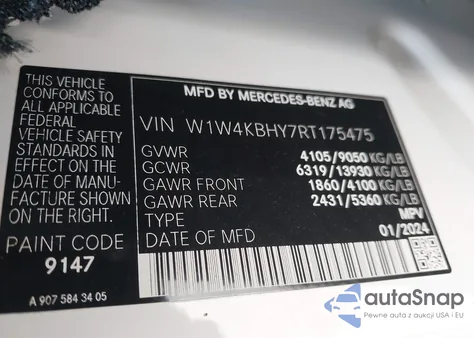 THIS VEHICLE
CONFORMS TO
ALL APPLICABLE
FEDERAL
VEHICLE SAFETY
STANDARDS IN
EFFECT ON THE
DATE OF MANU-
FACTURE SHOWN
ON THE RIGHT.
PAINT CODE
9147
A 907 584 34 05
MFD BY MERCEDES-BENZ AG
VIN W1W4KBHY7RT175475
GVWR 4105/9050 KG/LB
GCWR 6319/13930 KG/LB
GAWR FRONT 1860/4100 KG/LB
GAWR REAR 2431/5360 KG/LB
TYPE MPV
DATE OF MFD 01/2024
autoSnap
Pewne auta z aukcji USA i EU